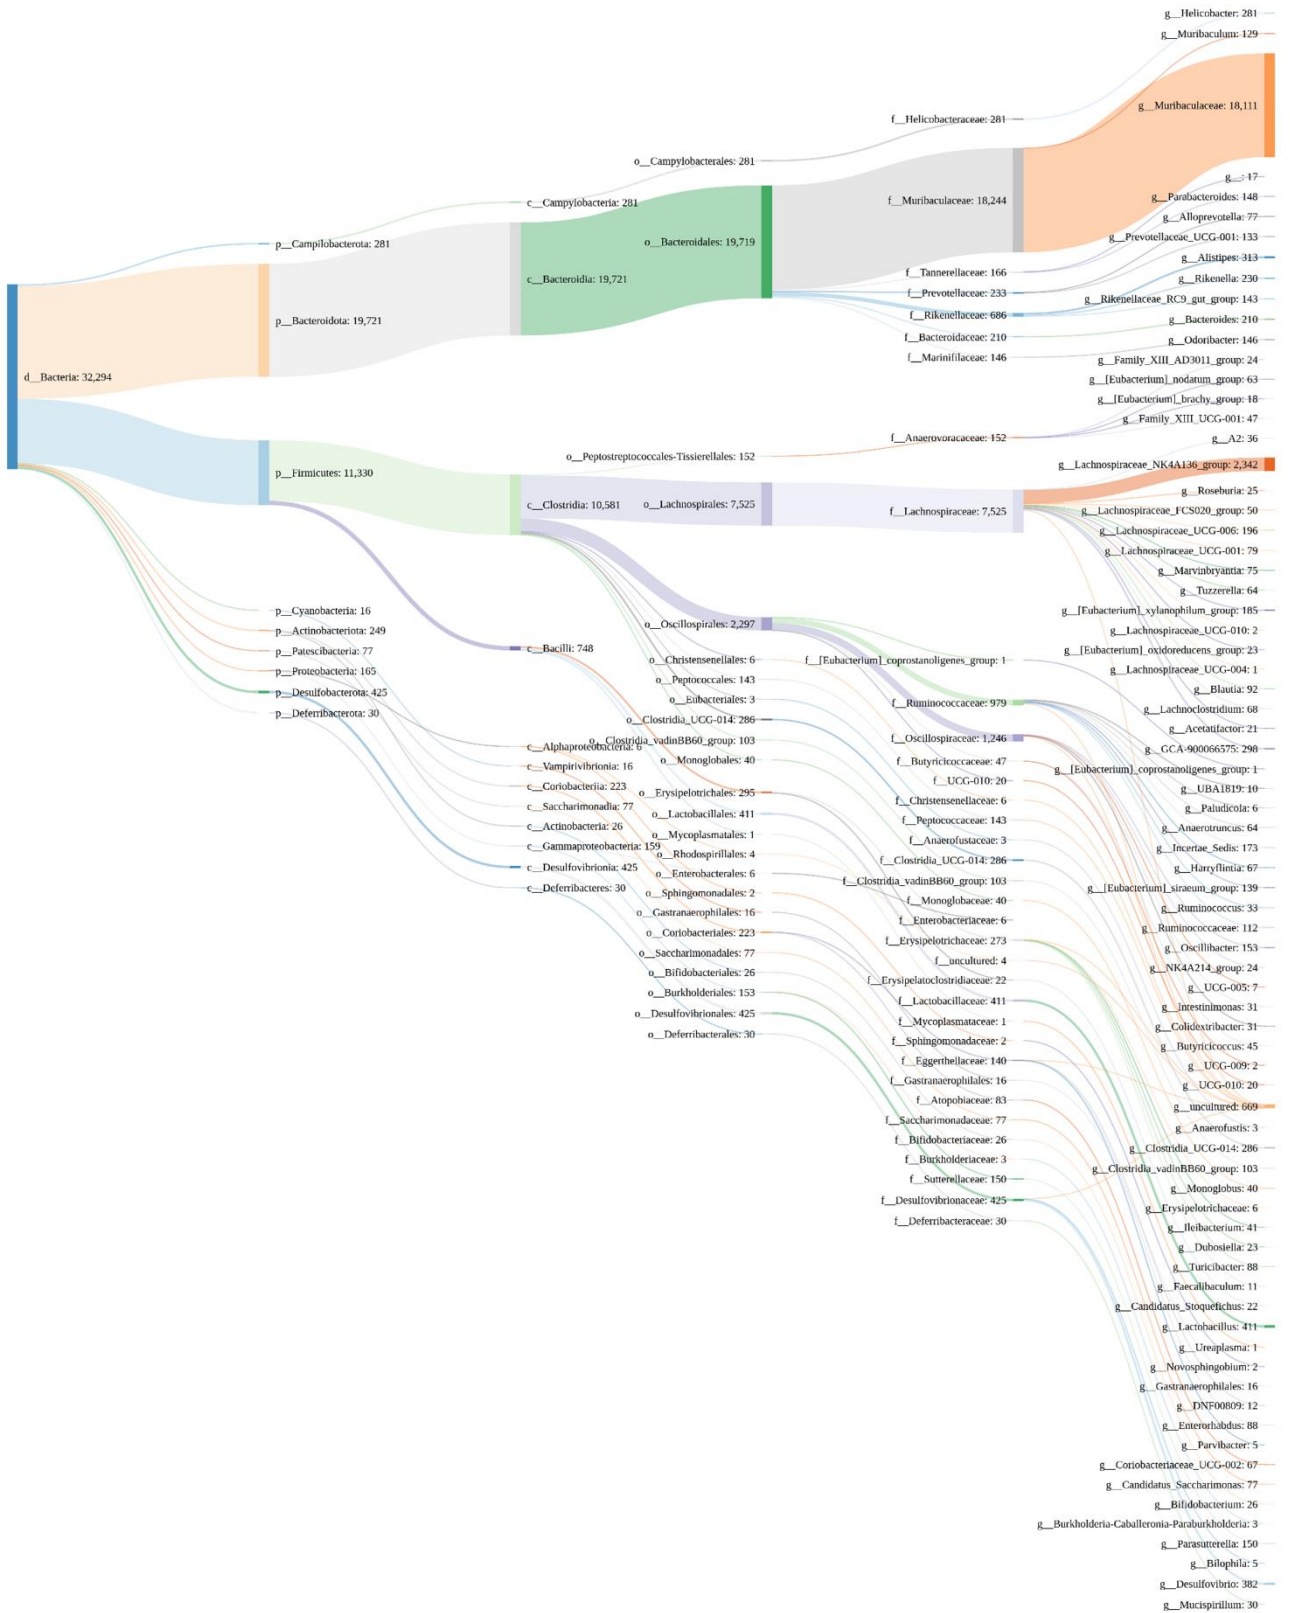 d__Bacteria: 32,294
p__Campilobacterota: 281
p__Bacteroidota: 19,721
p__Firmicutes: 11,330
p__Cyanobacteria: 16
p__Actinobacteriota: 249
p__Patescibacteria: 77
p__Proteobacteria: 165
p__Desulfobacterota: 425
p__Deferribacterota: 30
c__Campylobacteria: 281
c__Bacteroidia: 19,721
c__Clostridia: 10,581
c__Bacilli: 748
c__Alphaproteobacteria: 6
c__Vampirivibrionia: 16
c__Coriobacteriia: 223
c__Saccharimonadia: 77
c__Actinobacteria: 26
c__Gammaproteobacteria: 159
c__Desulfovibrionia: 425
c__Deferribacteres: 30
o__Campylobacterales: 281
o__Bacteroidales: 19,719
o__Peptostreptococcales-Tissierellales: 152
o__Lachnospirales: 7,525
o__Oscillospirales: 2,297
o__Christensenellales: 6
o__Peptococcales: 143
o__Eubacteriales: 3
o__Clostridia_UCG-014: 286
o__Clostridia_vadinBB60_group: 103
o__Monoglobales: 40
o__Erysipelotrichales: 295
o__Lactobacillales: 411
o__Mycoplasmatales: 1
o__Rhodospirillales: 4
o__Enterobacterales: 6
o__Sphingomonadales: 2
o__Gastranaerophilales: 16
o__Coriobacteriales: 223
o__Saccharimonadales: 77
o__Bifidobacteriales: 26
o__Burkholderiales: 153
o__Desulfovibrionales: 425
o__Deferribacterales: 30
f__Helicobacteraceae: 281
f__Muribaculaceae: 18,244
f__Tannerellaceae: 166
f__Prevotellaceae: 233
f__Rikenellaceae: 686
f__Bacteroidaceae: 210
f__Marinifilaceae: 146
f__Anaerovoracaceae: 152
f__Lachnospiraceae: 7,525
f__[Eubacterium]_coprostanoligenes_group: 1
f__Ruminococcaceae: 979
f__Oscillospiraceae: 1,246
f__Butyricicoccaceae: 47
f__UCG-010: 20
f__Christensenellaceae: 6
f__Peptococcaceae: 143
f__Anaerofustaceae: 3
f__Clostridia_UCG-014: 286
f__Clostridia_vadinBB60_group: 103
f__Monoglobaceae: 40
f__Enterobacteriaceae: 6
f__Erysipelotrichaceae: 273
f__uncultured: 4
f__Erysipelatoclostridiaceae: 22
f__Lactobacillaceae: 411
f__Mycoplasmataceae: 1
f__Sphingomonadaceae: 2
f__Eggerthellaceae: 140
f__Gastranaerophilales: 16
f__Atopobiaceae: 83
f__Saccharimonadaceae: 77
f__Bifidobacteriaceae: 26
f__Burkholderiaceae: 3
f__Sutterellaceae: 150
f__Desulfovibrionaceae: 425
f__Deferribacteraceae: 30
g__Helicobacter: 281
g__Muribaculum: 129
g__Muribaculaceae: 18,111
g__: 17
g__Parabacteroides: 148
g__Alloprevotella: 77
g__Prevotellaceae_UCG-001: 133
g__Alistipes: 313
g__Rikenella: 230
g__Rikenellaceae_RC9_gut_group: 143
g__Bacteroides: 210
g__Odoribacter: 146
g__Family_XIII_AD3011_group: 24
g__[Eubacterium]_nodatum_group: 63
g__[Eubacterium]_brachy_group: 18
g__Family_XIII_UCG-001: 47
g__A2: 36
g__Lachnospiraceae_NK4A136_group: 2,342
g__Roseburia: 25
g__Lachnospiraceae_FCS020_group: 50
g__Lachnospiraceae_UCG-006: 196
g__Lachnospiraceae_UCG-001: 79
g__Marvinbryantia: 75
g__Tuzzerella: 64
g__[Eubacterium]_xylanophilum_group: 185
g__Lachnospiraceae_UCG-010: 2
g__[Eubacterium]_oxidoreducens_group: 23
g__Lachnospiraceae_UCG-004: 1
g__Blautia: 92
g__Lachnoclostridium: 68
g__Acetatifactor: 21
g__GCA-900066575: 298
g__[Eubacterium]_coprostanoligenes_group: 1
g__UBA1819: 10
g__Paludicola: 6
g__Anaerotruncus: 64
g__Incertae_Sedis: 173
g__Harryflintia: 67
g__[Eubacterium]_siraeum_group: 139
g__Ruminococcus: 33
g__Ruminococcaceae: 112
g__Oscillibacter: 153
g__NK4A214_group: 24
g__UCG-005: 7
g__Intestinimonas: 31
g__Colidextribacter: 31
g__Butyricicoccus: 45
g__UCG-009: 2
g__UCG-010: 20
g__uncultured: 669
g__Anaerofustis: 3
g__Clostridia_UCG-014: 286
g__Clostridia_vadinBB60_group: 103
g__Monoglobus: 40
g__Erysipelotrichaceae: 6
g__Ileibacterium: 41
g__Dubosiella: 23
g__Turicibacter: 88
g__Faecalibaculum: 11
g__Candidatus_Stoquefichus: 22
g__Lactobacillus: 411
g__Ureaplasma: 1
g__Novosphingobium: 2
g__Gastranaerophilales: 16
g__DNF00809: 12
g__Enterorhabdus: 88
g__Parvibacter: 5
g__Coriobacteriaceae_UCG-002: 67
g__Candidatus_Saccharimonas: 77
g__Bifidobacterium: 26
g__Burkholderia-Caballeronia-Paraburkholderia: 3
g__Parasutterella: 150
g__Bilophila: 5
g__Desulfovibrio: 382
g__Mucispirillum: 30